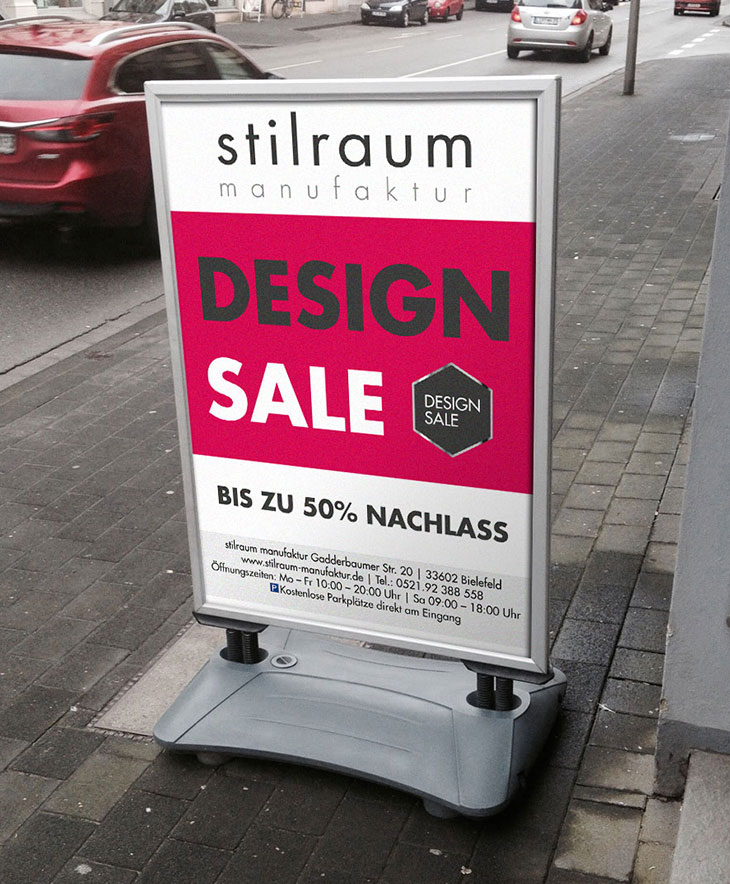 stilraum
manufaktur
DESIGN
SALE
DESIGN
SALE
BIS ZU 50% NACHLASS
stilraum manufaktur Gadderbaumer Str. 20 | 33602 Bielefeld
www.stilraum-manufaktur.de | Tel.: 0521.92 388 558
Öffnungszeiten: Mo – Fr 10:00 – 20:00 Uhr | Sa 09:00 – 18:00 Uhr
P Kostenlose Parkplätze direkt am Eingang